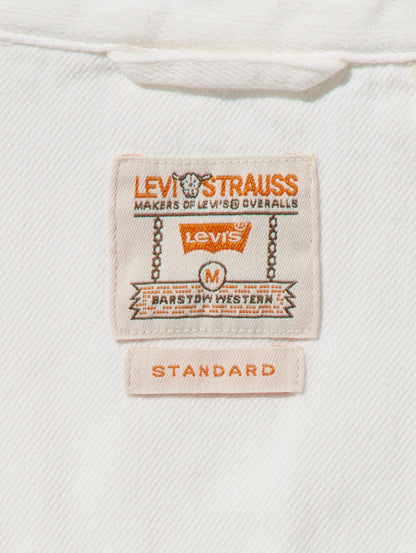 LEVI STRAUSS
MAKERS OF LEVI'S® OVERALLS
Levi's
M
BARSTOW WESTERN
STANDARD